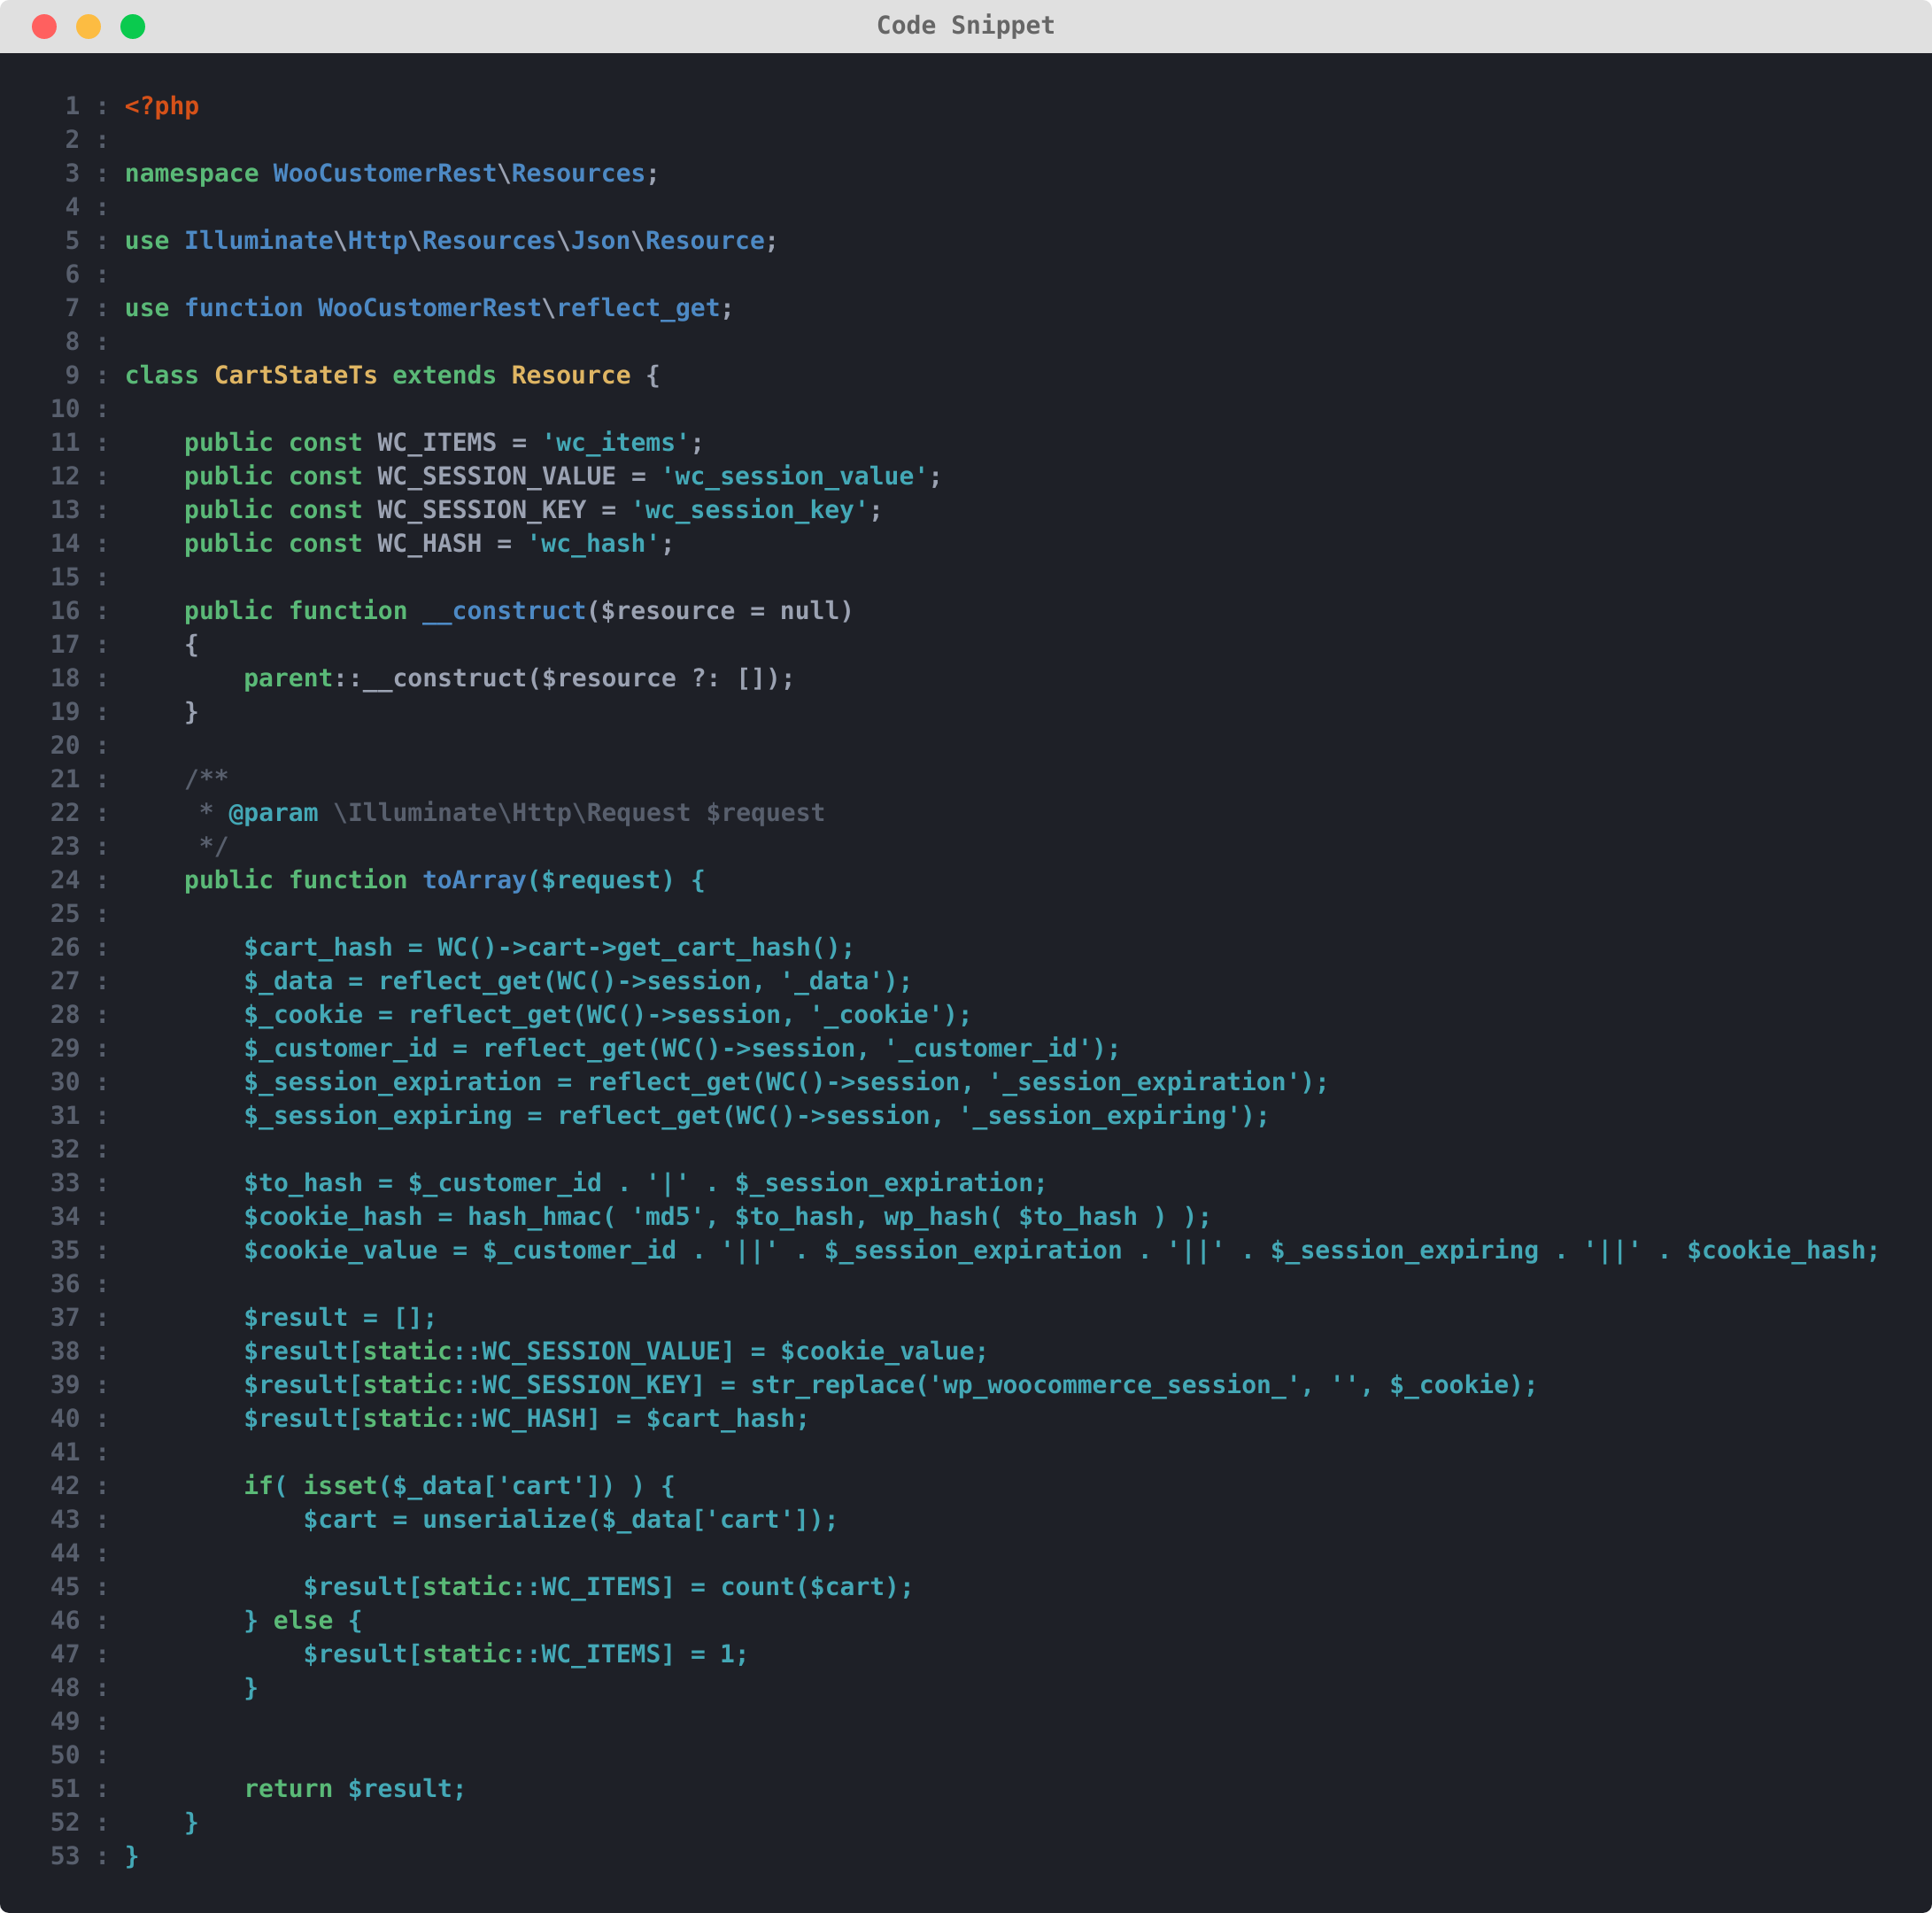 Code Snippet
1 : <?php
2 :
3 : namespace WooCustomerRest\Resources;
4 :
5 : use Illuminate\Http\Resources\Json\Resource;
6 :
7 : use function WooCustomerRest\reflect_get;
8 :
9 : class CartStateTs extends Resource {
10 :
11 :     public const WC_ITEMS = 'wc_items';
12 :     public const WC_SESSION_VALUE = 'wc_session_value';
13 :     public const WC_SESSION_KEY = 'wc_session_key';
14 :     public const WC_HASH = 'wc_hash';
15 :
16 :     public function __construct($resource = null)
17 :     {
18 :         parent::__construct($resource ?: []);
19 :     }
20 :
21 :     /**
22 :      * @param \Illuminate\Http\Request $request
23 :      */
24 :     public function toArray($request) {
25 :
26 :         $cart_hash = WC()->cart->get_cart_hash();
27 :         $_data = reflect_get(WC()->session, '_data');
28 :         $_cookie = reflect_get(WC()->session, '_cookie');
29 :         $_customer_id = reflect_get(WC()->session, '_customer_id');
30 :         $_session_expiration = reflect_get(WC()->session, '_session_expiration');
31 :         $_session_expiring = reflect_get(WC()->session, '_session_expiring');
32 :
33 :         $to_hash = $_customer_id . '|' . $_session_expiration;
34 :         $cookie_hash = hash_hmac( 'md5', $to_hash, wp_hash( $to_hash ) );
35 :         $cookie_value = $_customer_id . '||' . $_session_expiration . '||' . $_session_expiring . '||' . $cookie_hash;
36 :
37 :         $result = [];
38 :         $result[static::WC_SESSION_VALUE] = $cookie_value;
39 :         $result[static::WC_SESSION_KEY] = str_replace('wp_woocommerce_session_', '', $_cookie);
40 :         $result[static::WC_HASH] = $cart_hash;
41 :
42 :         if( isset($_data['cart']) ) {
43 :             $cart = unserialize($_data['cart']);
44 :
45 :             $result[static::WC_ITEMS] = count($cart);
46 :         } else {
47 :             $result[static::WC_ITEMS] = 1;
48 :         }
49 :
50 :
51 :         return $result;
52 :     }
53 : }